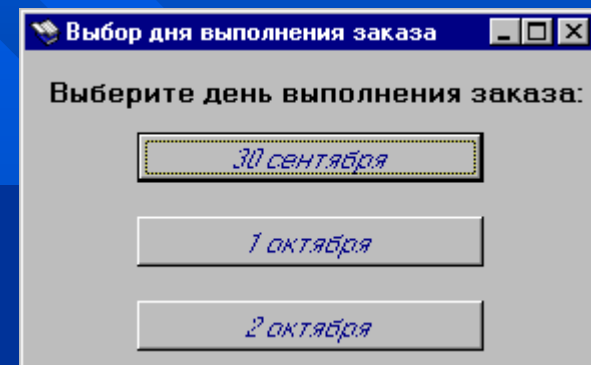 Выбор дня выполнения заказа
Выберите день выполнения заказа:
30 сентября
1 октября
2 октября